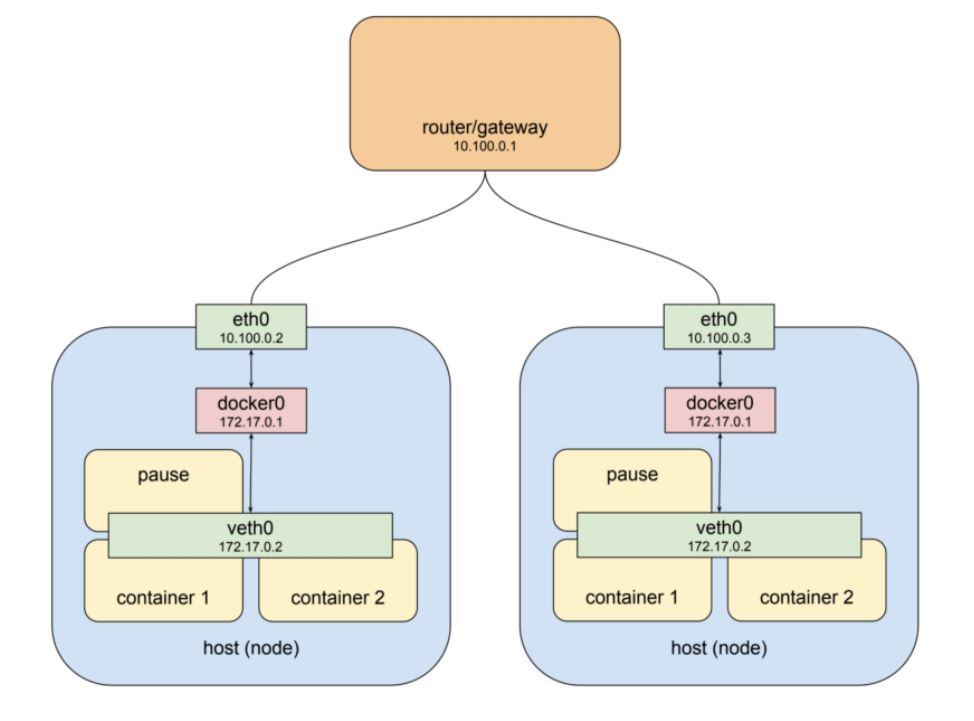 router/gateway
10.100.0.1
eth0
10.100.0.2
docker0
172.17.0.1
pause
veth0
172.17.0.2
container 1
container 2
host (node)
eth0
10.100.0.3
docker0
172.17.0.1
pause
veth0
172.17.0.2
container 1
container 2
host (node)